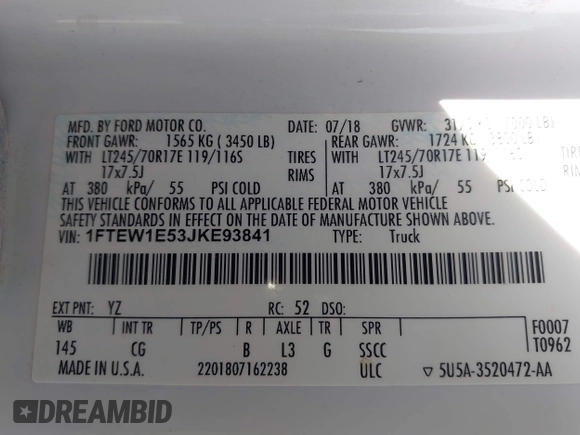 MFD. BY FORD MOTOR CO. DATE: 07/18 GVWR:
FRONT GAWR: 1565 KG ( 3450 LB) REAR GAWR: 1724 KG
WITH LT245/70R17E 119/116S TIRES WITH LT245/70R17E
17x7.5J RIMS 17x7.5J
AT 380 kPa/ 55 PSI COLD AT 380 kPa/ 55 PSI COLD
THIS VEHICLE CONFORMS TO ALL APPLICABLE FEDERAL MOTOR VEHICLE
SAFETY STANDARDS IN EFFECT ON THE DATE OF MANUFACTURE SHOWN ABOVE.
VIN: 1FTEW1E53JKE93841 TYPE: Truck
EXT PNT: YZ RC: 52 DSO:
WB INT TR TP/PS R AXLE TR SPR F0007
145 CG B L3 G SSCC T0962
MADE IN U.S.A. 2201807162238 ULC ▽ 5U5A-3520472-AA
DREAMBID